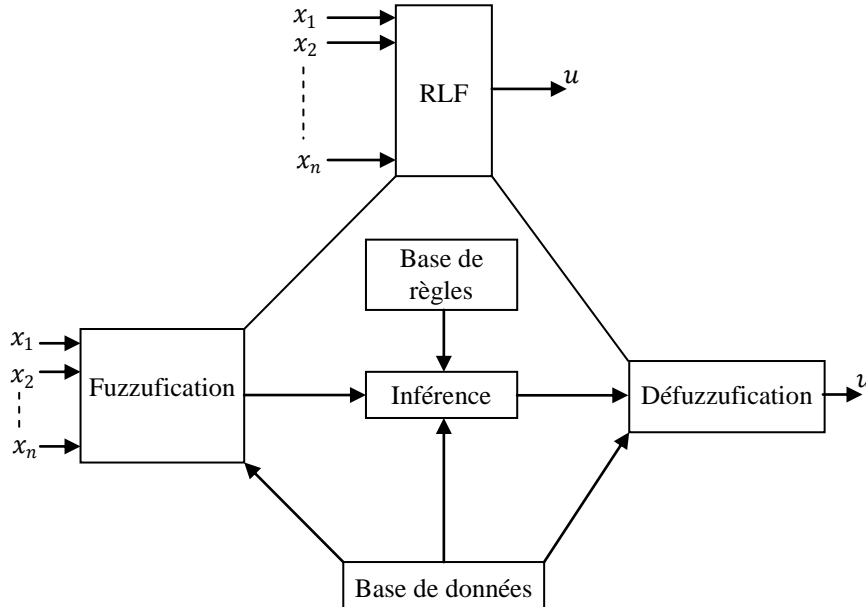 x₁
x₂
RLF
u
xₙ
Base de
règles
x₁
x₂
Fuzzufication
Inférence
Défuzzufication
u
xₙ
Base de données